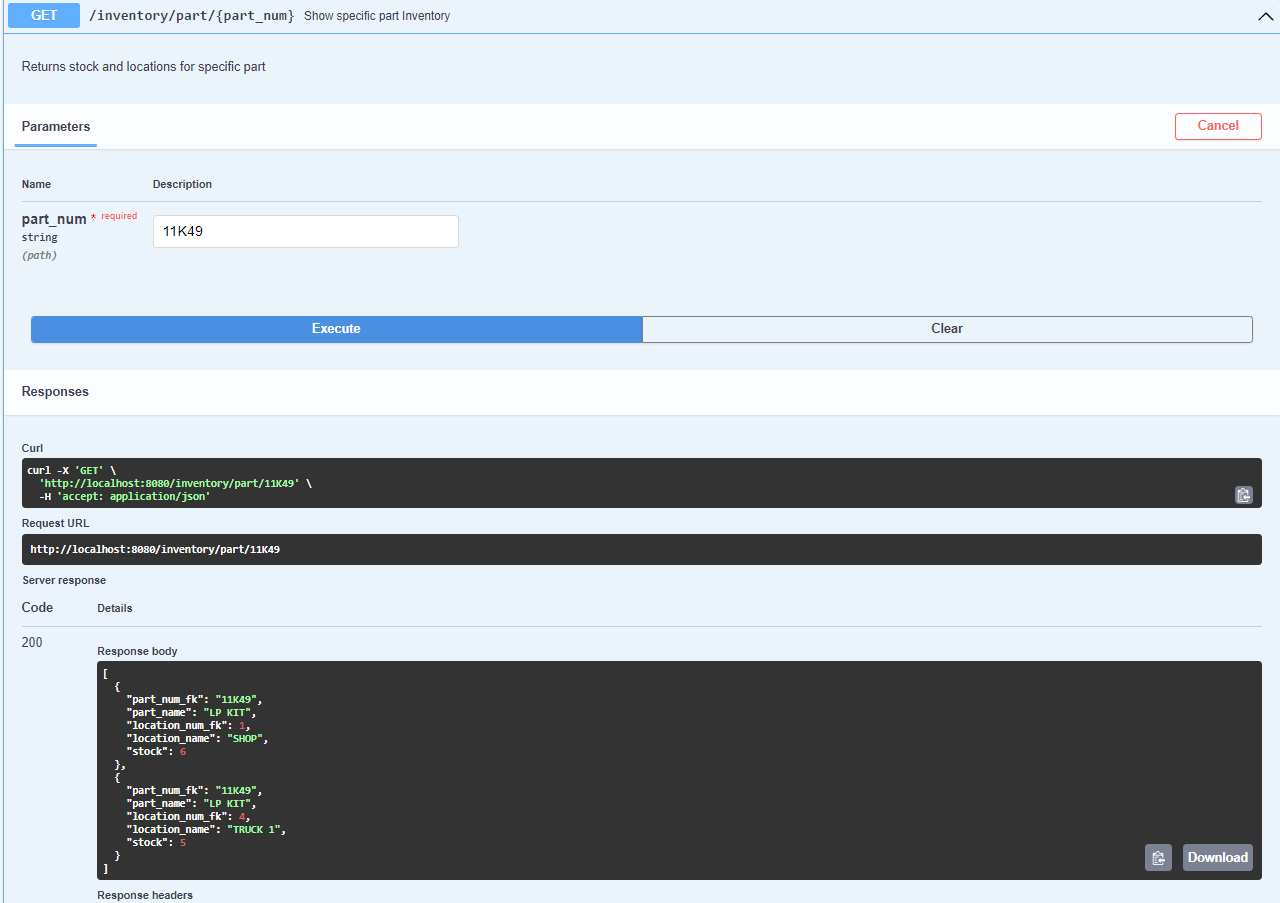 GET /inventory/part/{part_num} Show specific part Inventory
Returns stock and locations for specific part
Parameters Cancel
Name Description
part_num * required 11K49
string
(path)
Execute Clear
Responses
Curl
curl -X 'GET' \
  'http://localhost:8080/inventory/part/11K49' \
  -H 'accept: application/json'
Request URL
http://localhost:8080/inventory/part/11K49
Server response
Code Details
200
Response body
[
  {
    "part_num_fk": "11K49",
    "part_name": "LP KIT",
    "location_num_fk": 1,
    "location_name": "SHOP",
    "stock": 6
  },
  {
    "part_num_fk": "11K49",
    "part_name": "LP KIT",
    "location_num_fk": 4,
    "location_name": "TRUCK 1",
    "stock": 5
  }
]
Download
Response headers